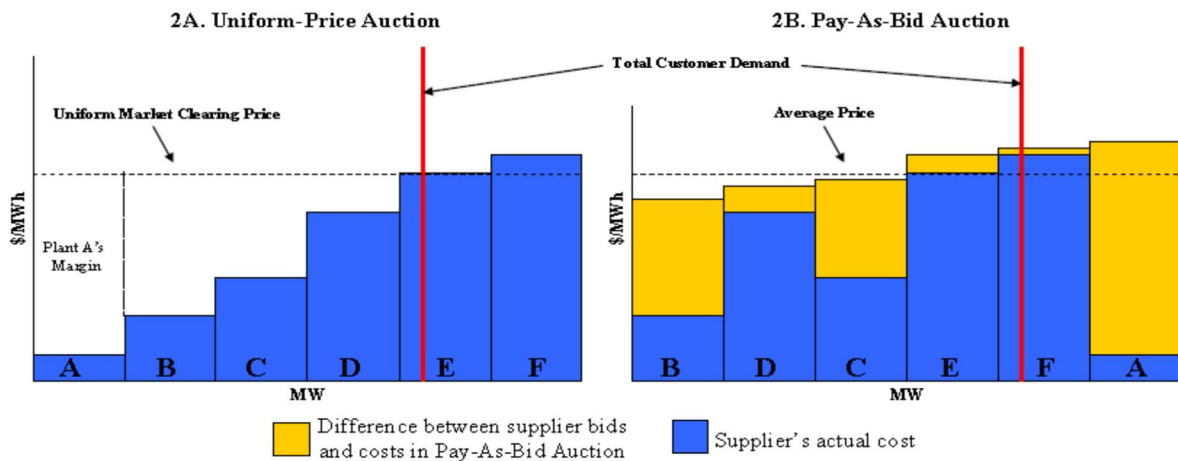 2A. Uniform-Price Auction
2B. Pay-As-Bid Auction
Total Customer Demand
Uniform Market Clearing Price
Average Price
$/MWh
$/MWh
Plant A's
Margin
A B C D E F
B D C E F A
MW
MW
Difference between supplier bids
and costs in Pay-As-Bid Auction
Supplier's actual cost